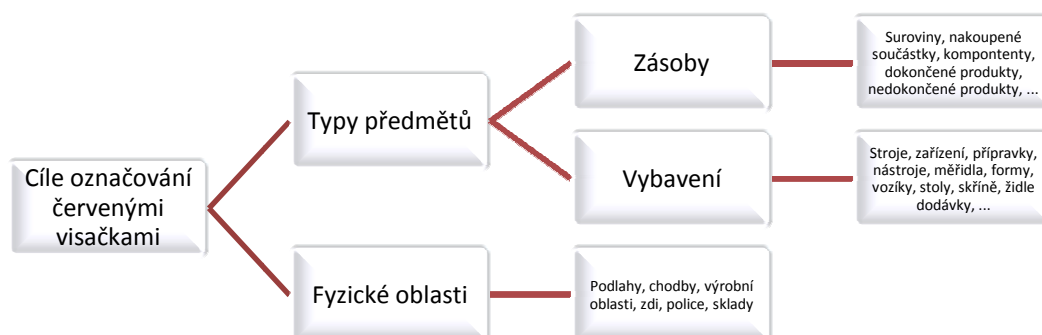 Cíle označování
červenými
visačkami
Typy předmětů
Zásoby
Suroviny, nakoupené
součástky, kompontenty,
dokončené produkty,
nedokončené produkty, ...
Vybavení
Stroje, zařízení, přípravky,
nástroje, měřidla, formy,
vozíky, stoly, skříně, židle
dodávky, ...
Fyzické oblasti
Podlahy, chodby, výrobní
oblasti, zdi, police, sklady